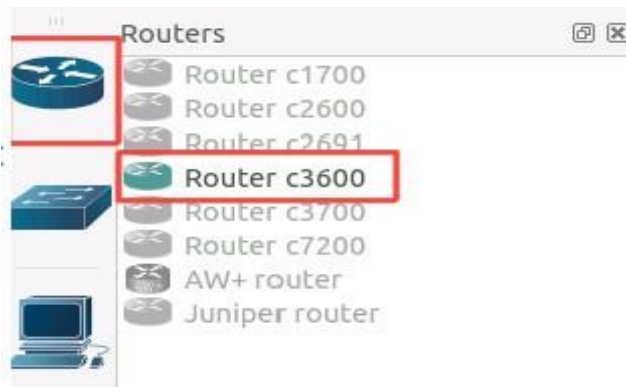 Routers
Router c1700
Router c2600
Router c2691
Router c3600
Router c3700
Router c7200
AW+ router
Juniper router